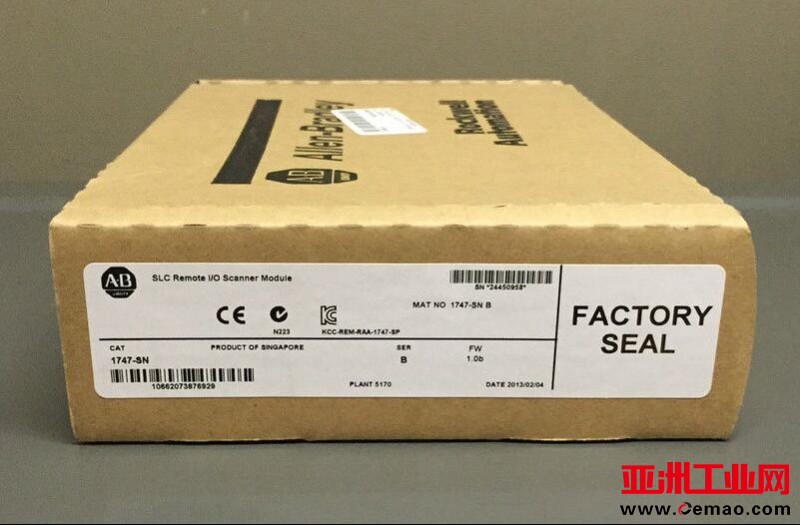 Allen-Bradley
A-B
Rockwell
Automation
A·B
QUALITY
SLC Remote I/O Scanner Module
SN "24450958"
MAT NO 1747-SN B
CE
N223
KCC-REM-RAA-1747-SP
FACTORY
SEAL
CAT
PRODUCT OF SINGAPORE
SER
FW
1747-SN
B
1.0b
10662073876929
PLANT 5170
DATE 2013/02/04
亚洲工业网
www.Cemao.com